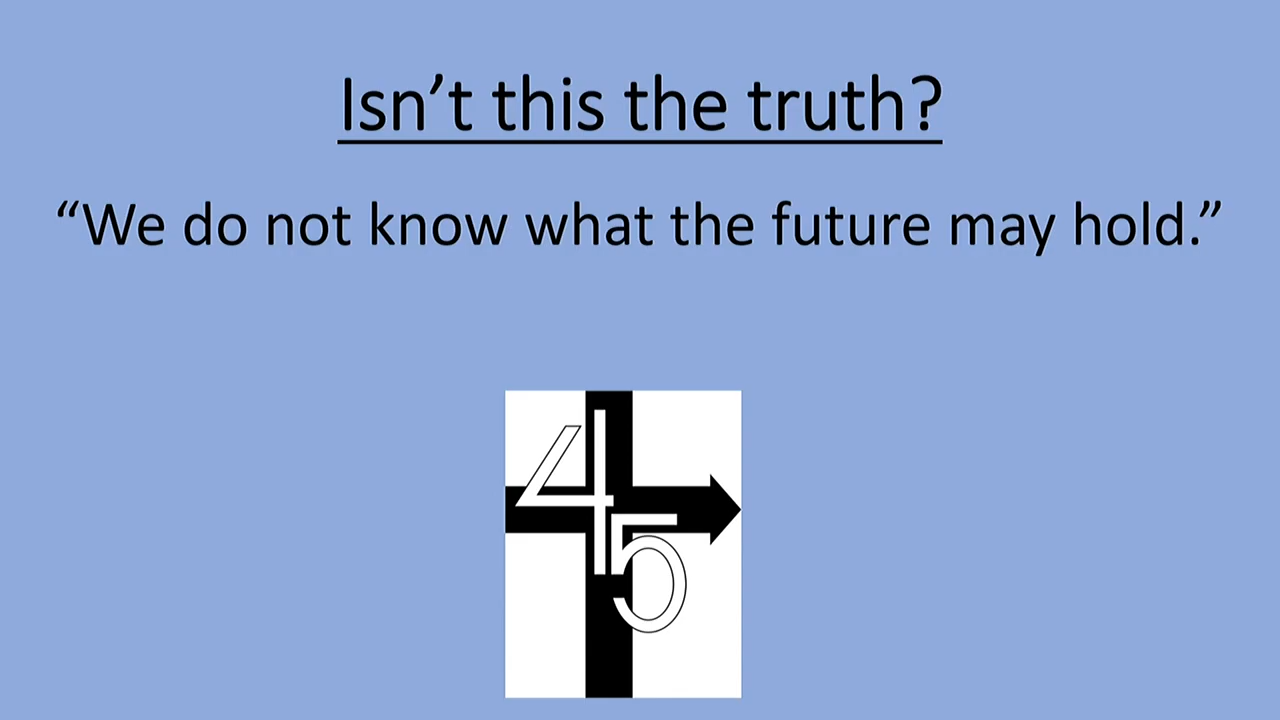 Isn’t this the truth?
“We do not know what the future may hold.”
45